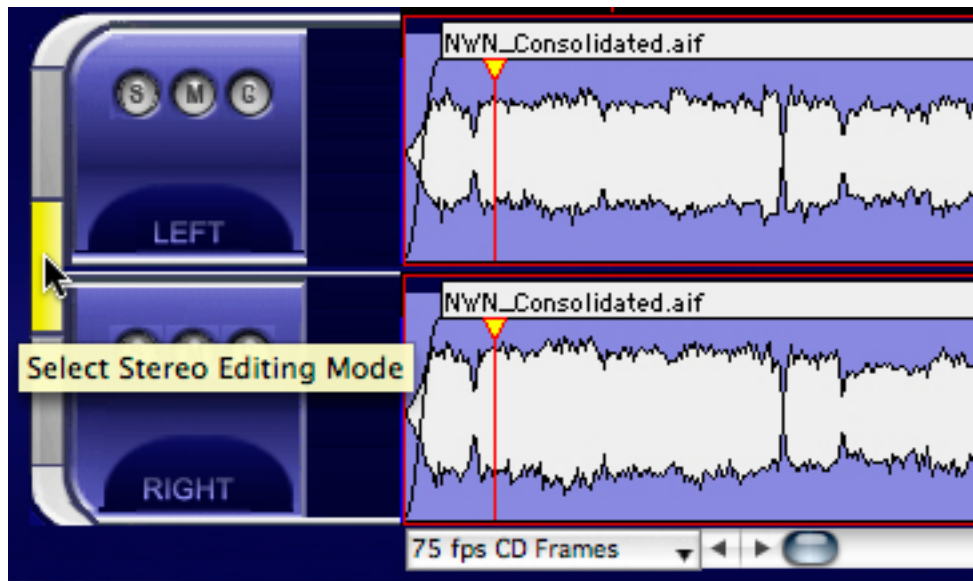 NWN_Consolidated.aif
S M C
LEFT
NWN_Consolidated.aif
Select Stereo Editing Mode
RIGHT
75 fps CD Frames